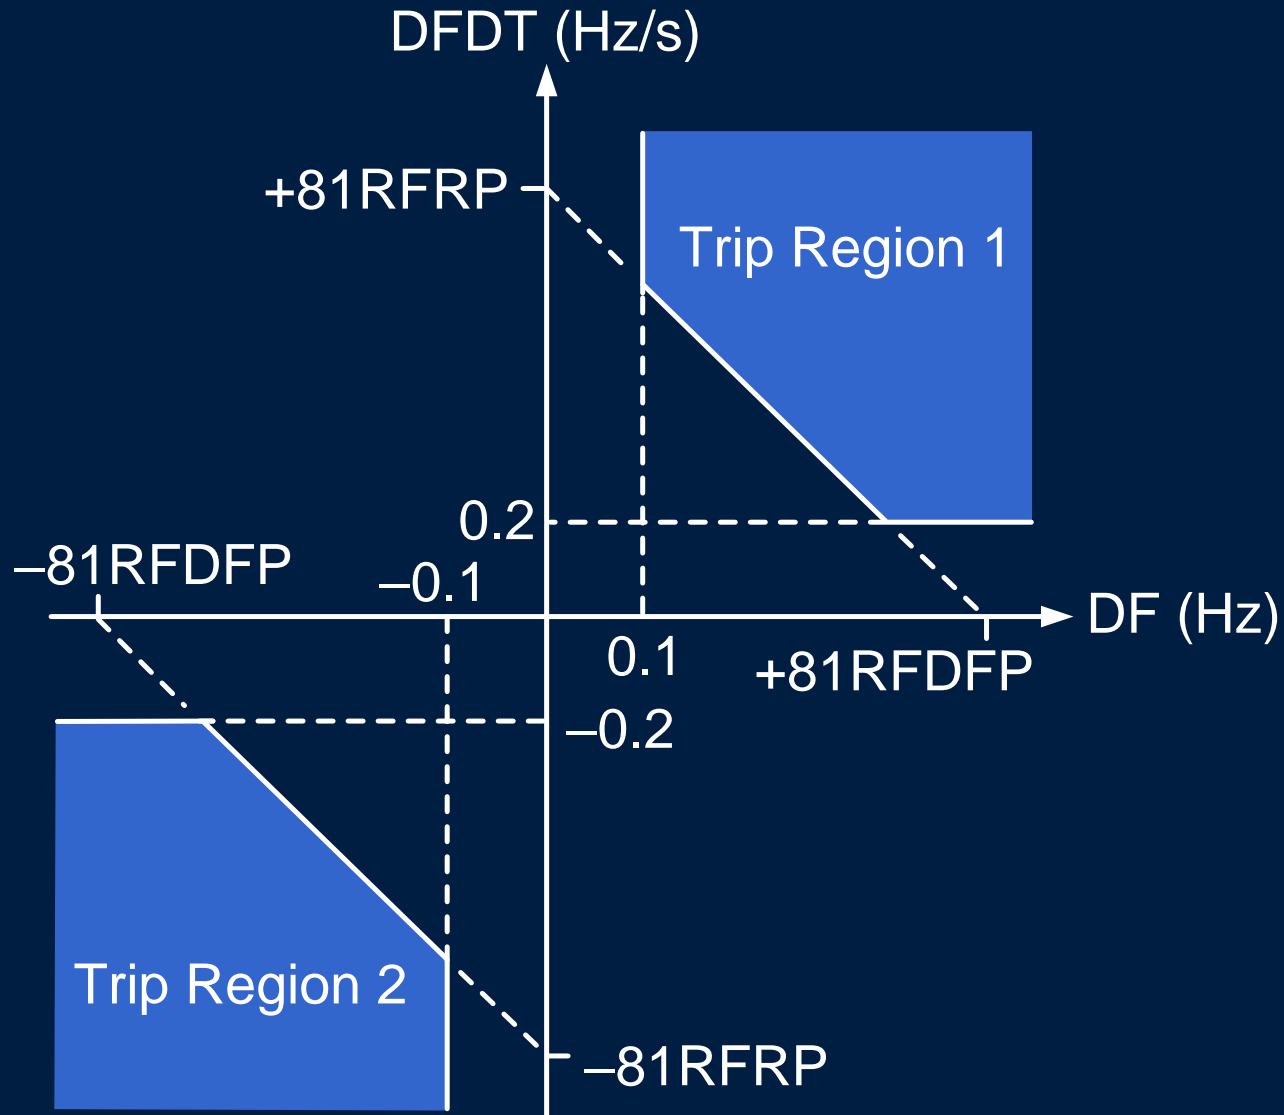 DFDT (Hz/s)
+81RFRP
Trip Region 1
0.2
–81RFDFP
–0.1
DF (Hz)
0.1
+81RFDFP
–0.2
Trip Region 2
–81RFRP